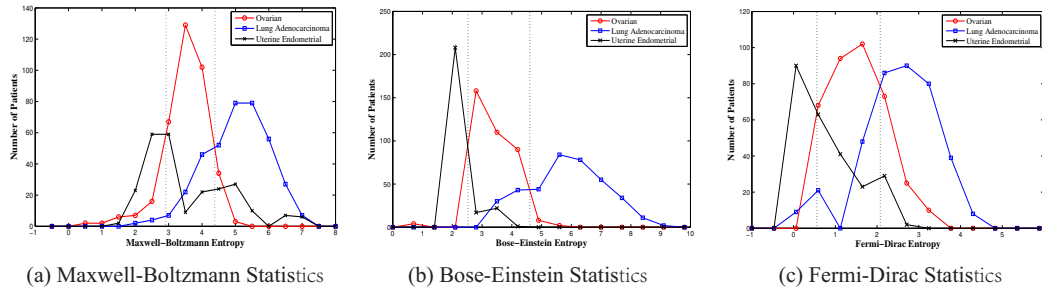 140
120
100
80
60
40
20
0
Number of Patients
−1 0 1 2 3 4 5 6 7 8
Maxwell−Boltzmann Entropy
Ovarian
Lung Adenocarcinoma
Uterine Endometrial
(a) Maxwell-Boltzmann Statistics
250
200
150
100
50
0
Number of Patients
0 1 2 3 4 5 6 7 8 9 10
Bose−Einstein Entropy
Ovarian
Lung Adenocarcinoma
Uterine Endometrial
(b) Bose-Einstein Statistics
120
100
80
60
40
20
0
Number of Patients
−1 0 1 2 3 4 5 6
Fermi−Dirac Entropy
Ovarian
Lung Adenocarcinoma
Uterine Endometrial
(c) Fermi-Dirac Statistics